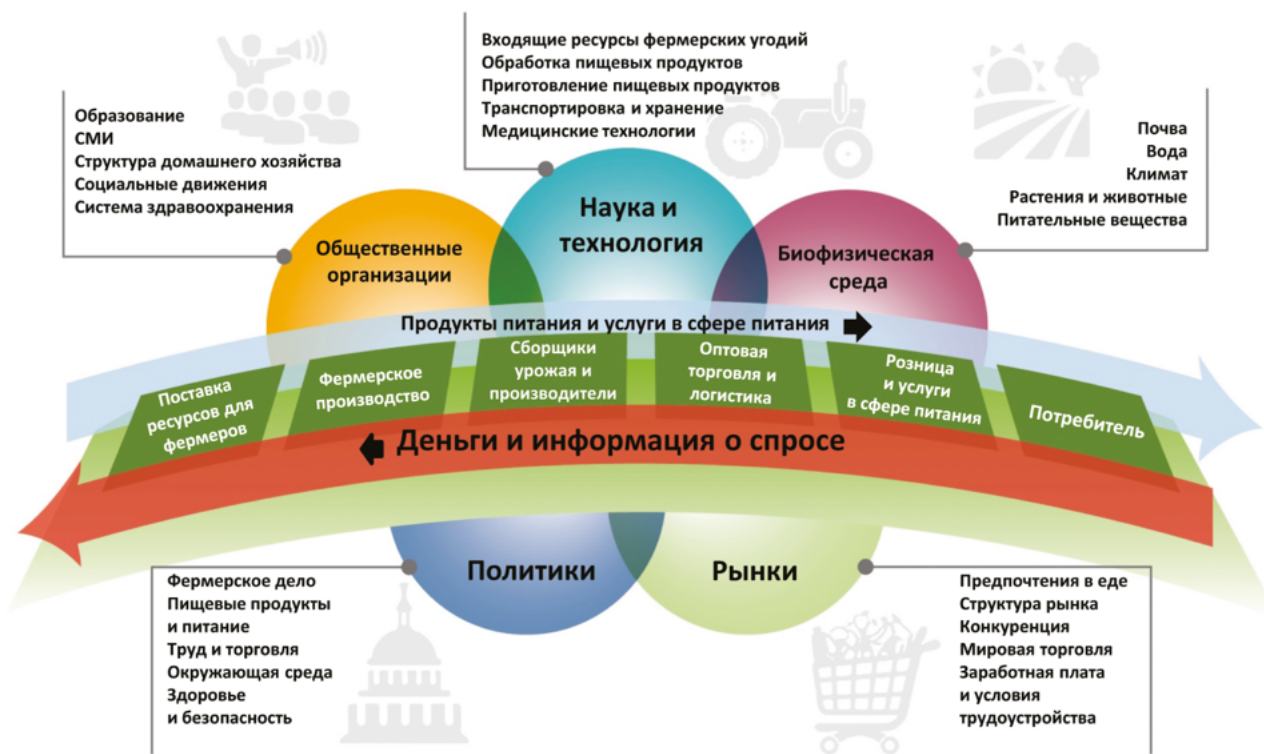 Входящие ресурсы фермерских угодий
Обработка пищевых продуктов
Приготовление пищевых продуктов
Транспортировка и хранение
Медицинские технологии
Образование
СМИ
Структура домашнего хозяйства
Социальные движения
Система здравоохранения
Почва
Вода
Климат
Растения и животные
Питательные вещества
Общественные
организации
Наука и
технология
Биофизическая
среда
Продукты питания и услуги в сфере питания
Поставка
ресурсов для
фермеров
Фермерское
производство
Сборщики
урожая и
производители
Оптовая
торговля и
логистика
Розница
и услуги
в сфере питания
Потребитель
Деньги и информация о спросе
Политики
Рынки
Фермерское дело
Пищевые продукты
и питание
Труд и торговля
Окружающая среда
Здоровье
и безопасность
Предпочтения в еде
Структура рынка
Конкуренция
Мировая торговля
Заработная плата
и условия
трудоустройства